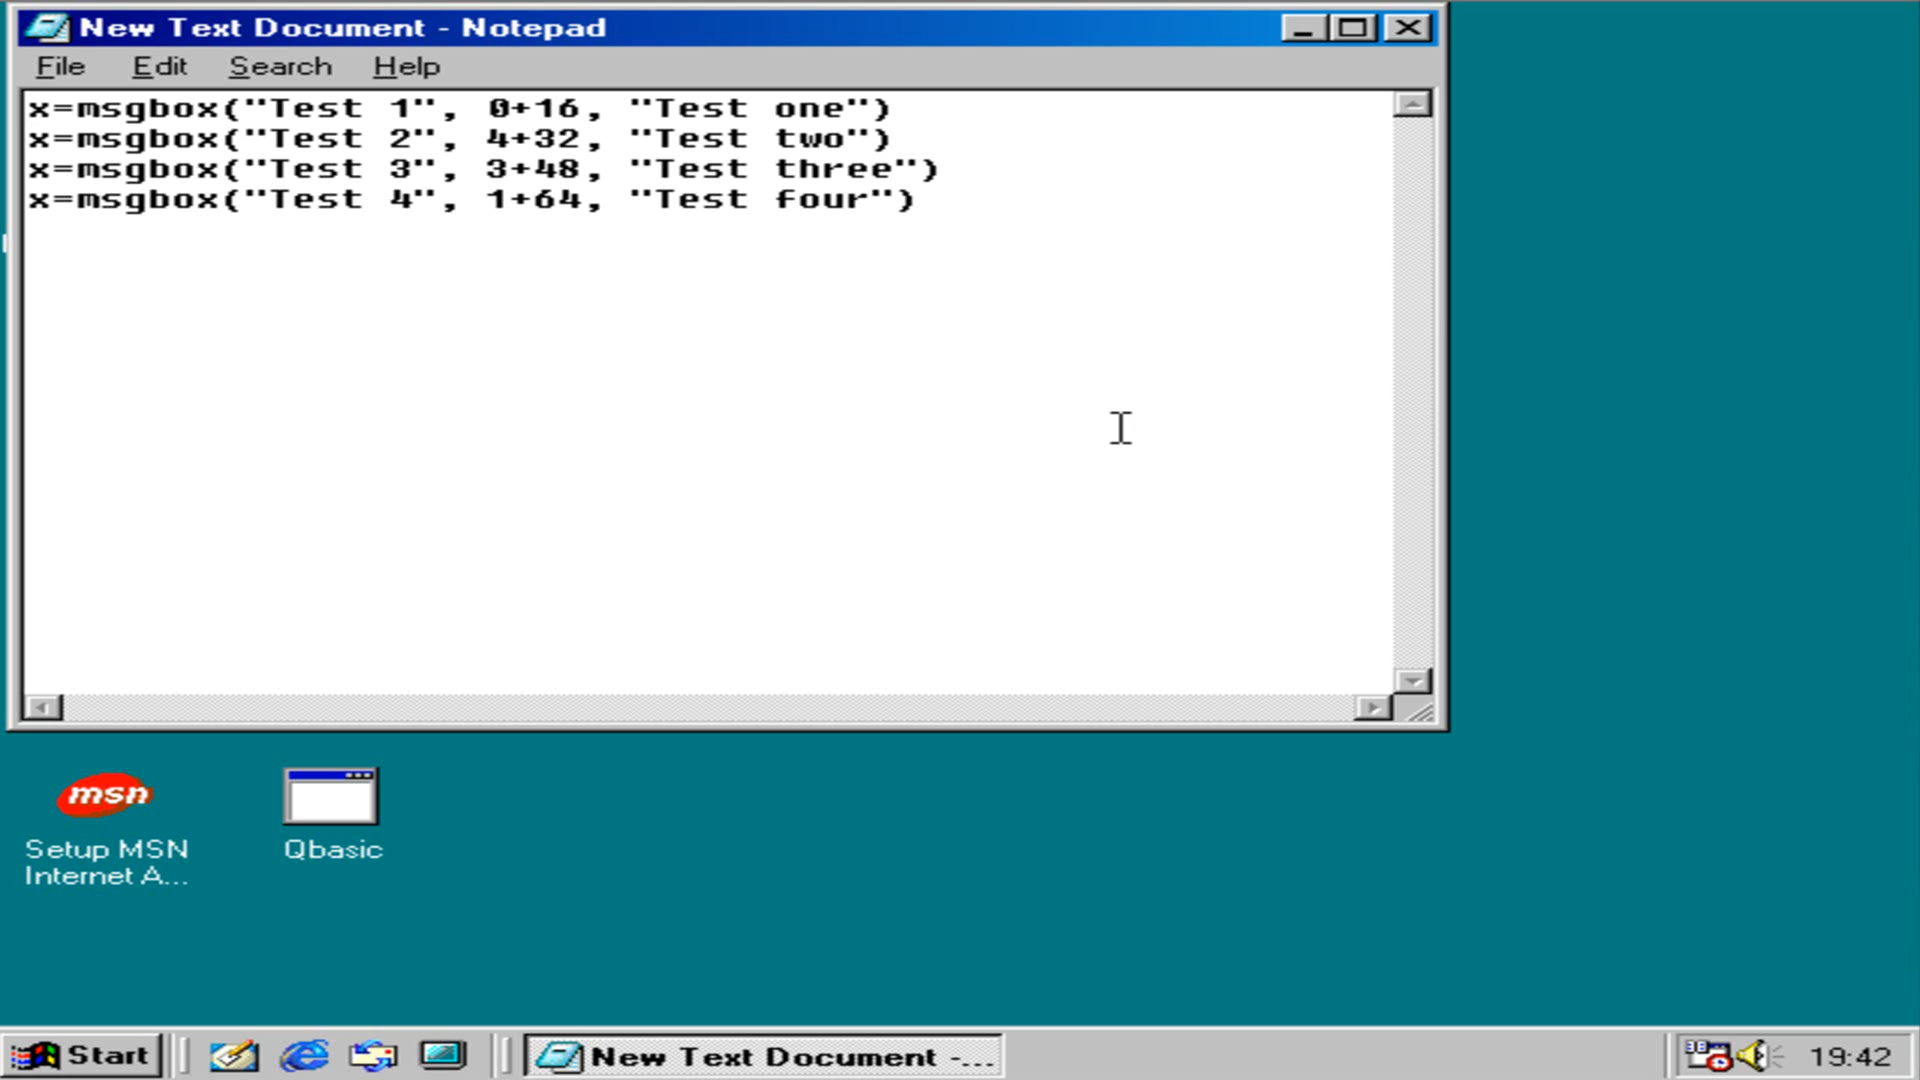 New Text Document - Notepad
File Edit Search Help
x=msgbox("Test 1", 0+16, "Test one")
x=msgbox("Test 2", 4+32, "Test two")
x=msgbox("Test 3", 3+48, "Test three")
x=msgbox("Test 4", 1+64, "Test four")
msn
Setup MSN
Internet A...
Qbasic
Start
New Text Document -...
19:42